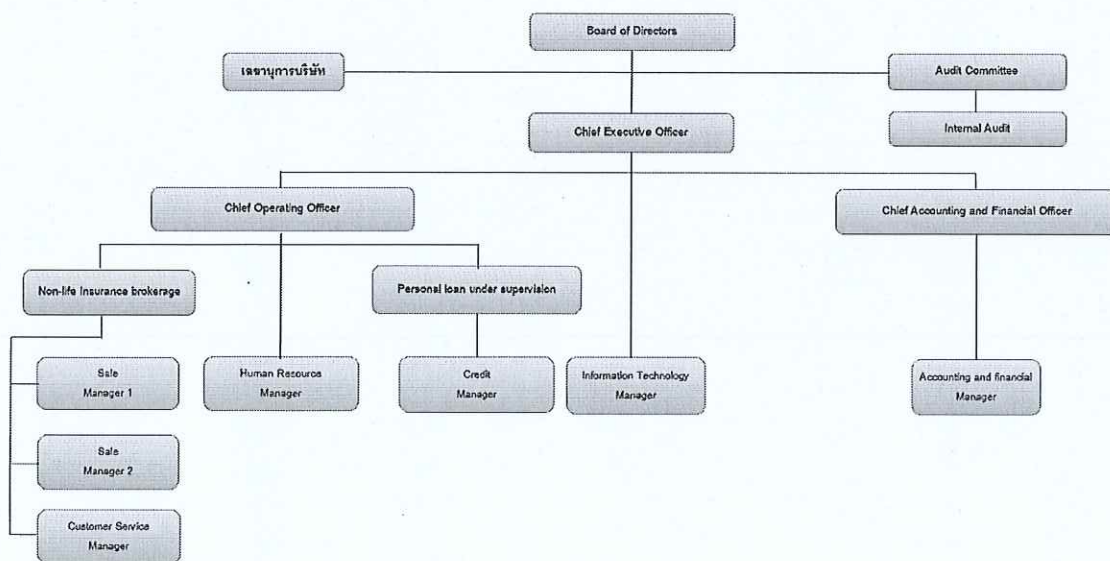 Board of Directors
เลขานุการบริษัท
Audit Committee
Chief Executive Officer
Internal Audit
Chief Operating Officer
Chief Accounting and Financial Officer
Non-life Insurance brokerage
Personal loan under supervision
Sale
Manager 1
Human Resource
Manager
Credit
Manager
Information Technology
Manager
Accounting and financial
Manager
Sale
Manager 2
Customer Service
Manager